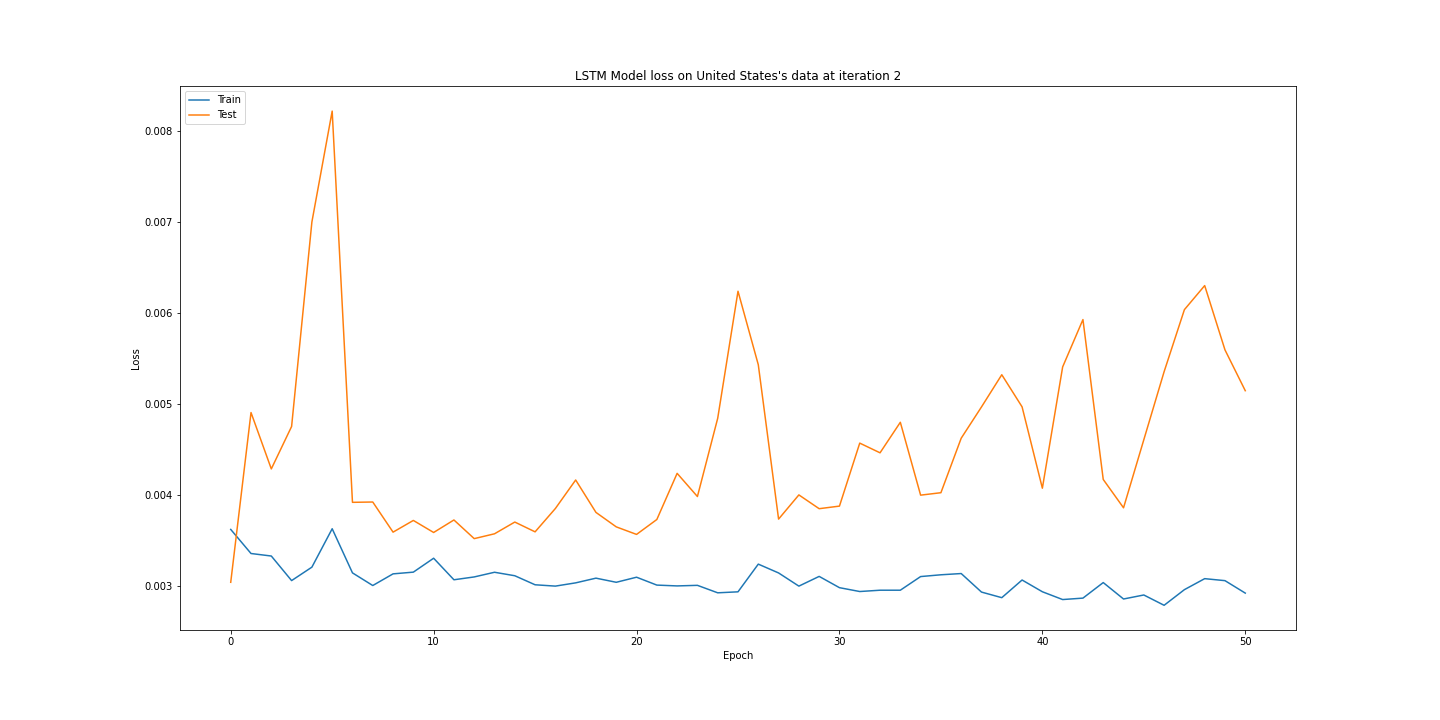 LSTM Model loss on United States's data at iteration 2
Train
Test
0.008
0.007
0.006
0.005
0.004
0.003
Loss
0 10 20 30 40 50
Epoch